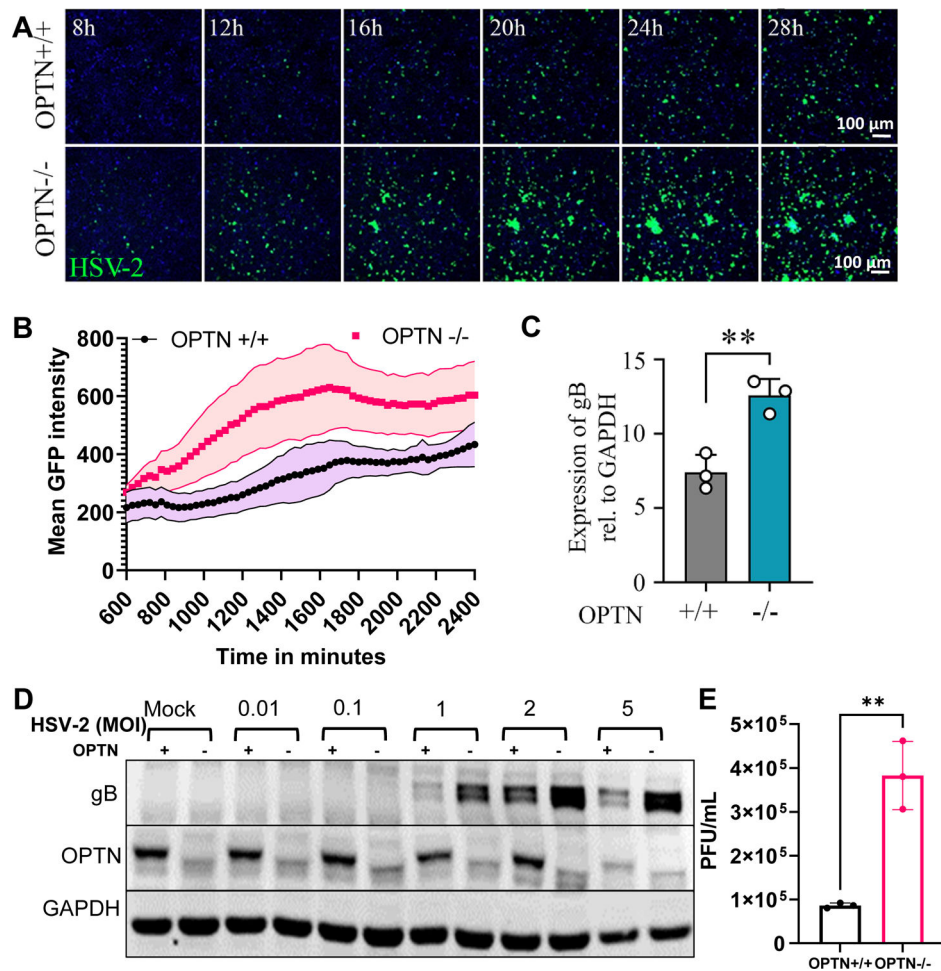 A
8h 12h 16h 20h 24h 28h
OPTN+/+
100 µm
OPTN-/-
HSV-2
100 µm
B
OPTN +/+ OPTN -/-
Mean GFP intensity
800
600
400
200
0
600 800 1000 1200 1400 1600 1800 2000 2200 2400
Time in minutes
C
**
Expression of gB
rel. to GAPDH
15
10
5
0
OPTN +/+ -/-
D
HSV-2 (MOI) Mock 0.01 0.1 1 2 5
OPTN + - + - + - + - + - + -
gB
OPTN
GAPDH
E
**
PFU/mL
5×10⁵
4×10⁵
3×10⁵
2×10⁵
1×10⁵
0
OPTN+/+ OPTN-/-